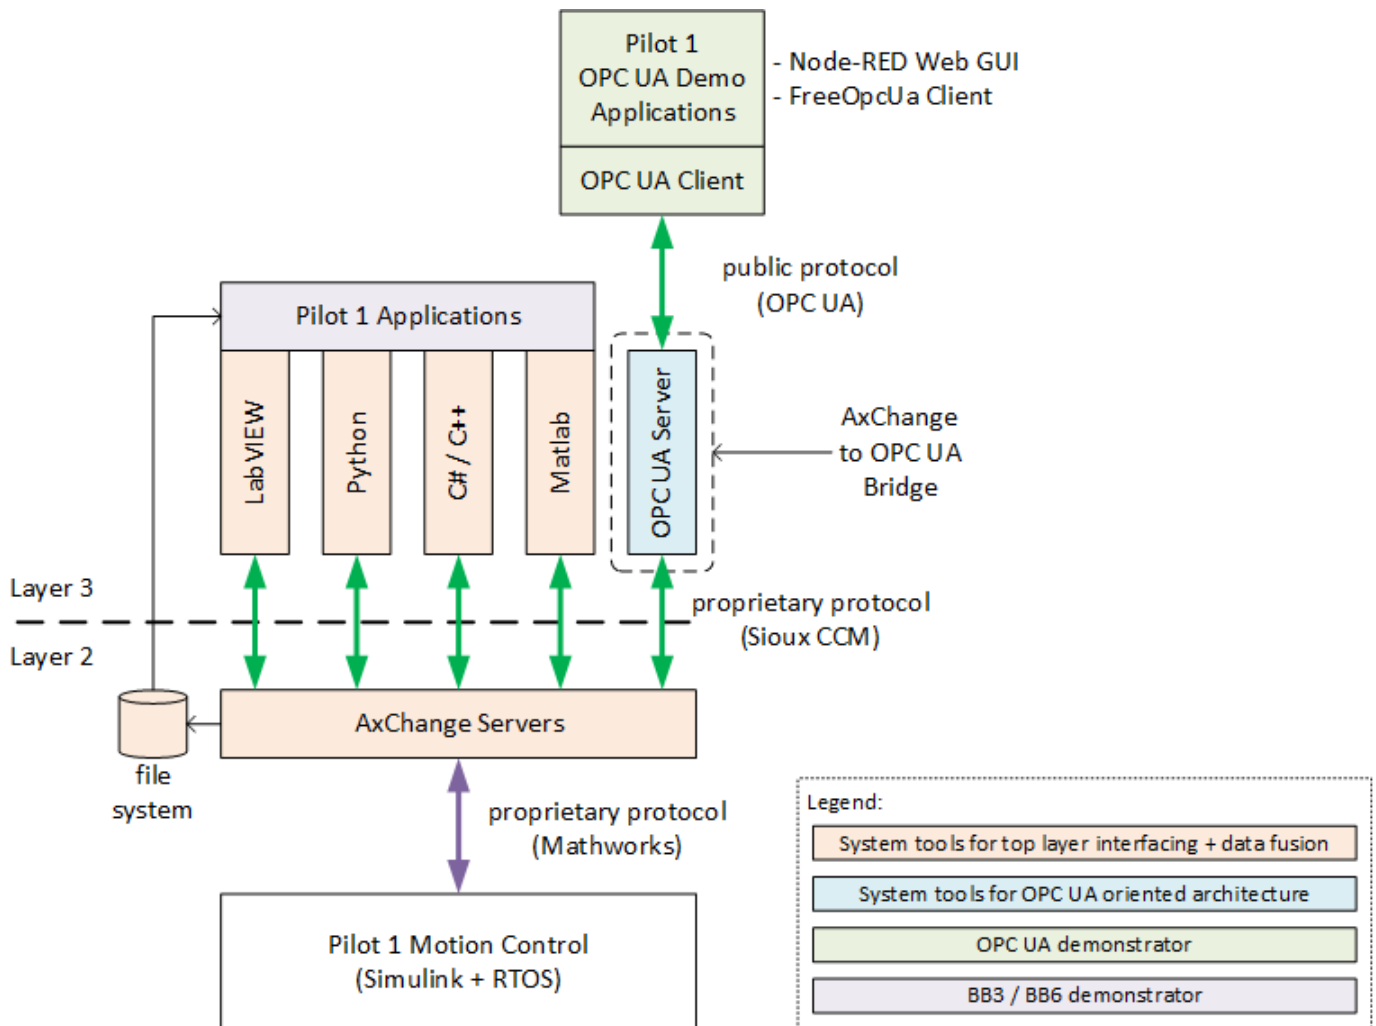 Pilot 1
OPC UA Demo
Applications
- Node-RED Web GUI
- FreeOpcUa Client
OPC UA Client
public protocol
(OPC UA)
Pilot 1 Applications
LabVIEW
Python
C# / C++
Matlab
OPC UA Server
AxChange
to OPC UA
Bridge
Layer 3
proprietary protocol
(Sioux CCM)
Layer 2
AxChange Servers
file
system
proprietary protocol
(Mathworks)
Pilot 1 Motion Control
(Simulink + RTOS)
Legend:
System tools for top layer interfacing + data fusion
System tools for OPC UA oriented architecture
OPC UA demonstrator
BB3 / BB6 demonstrator